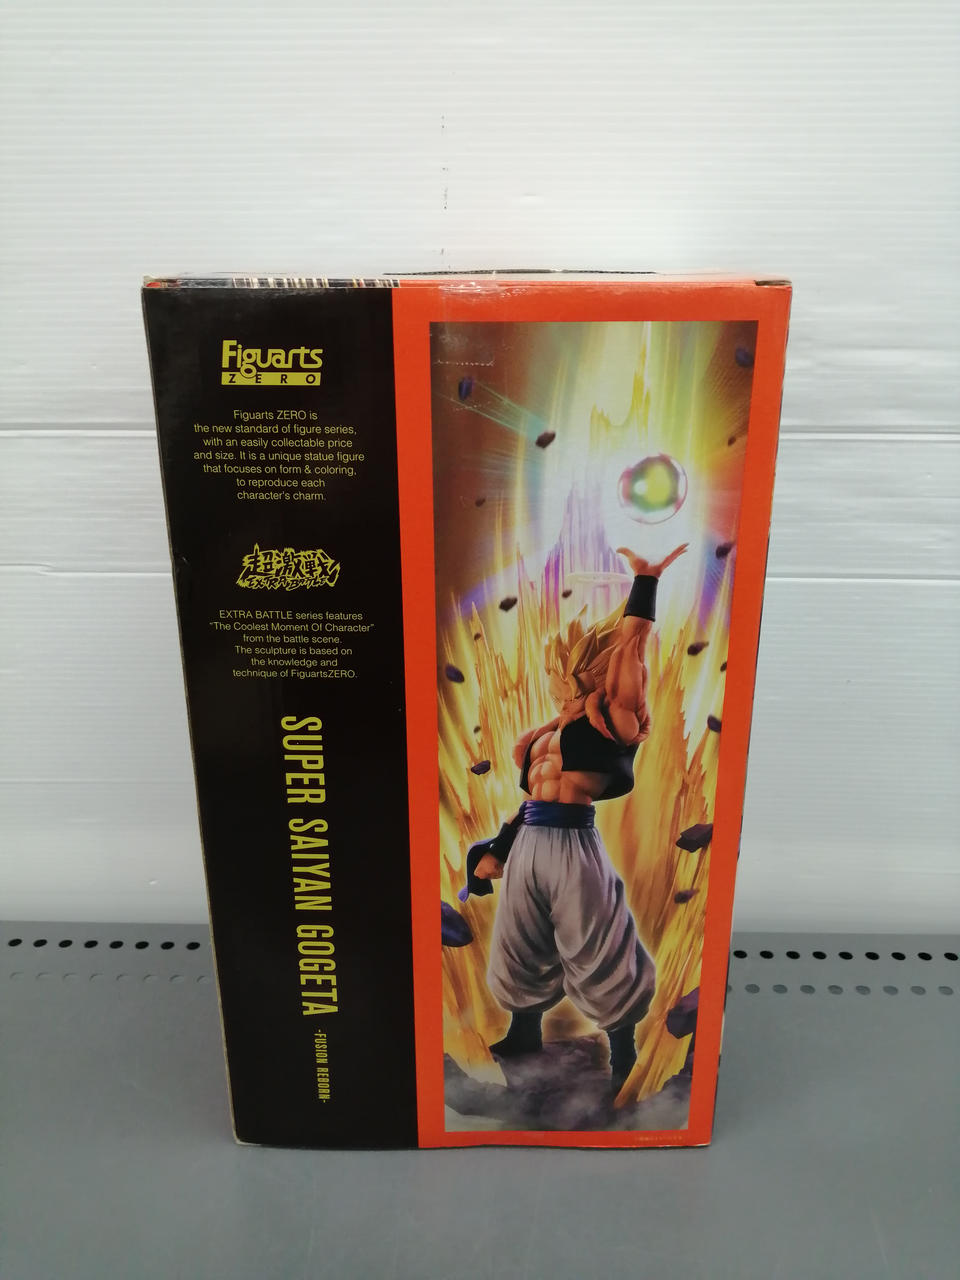 Figuarts
ZERO
Figuarts ZERO is
the new standard of figure series,
with an easily collectable price
and size. It is a unique statue figure
that focuses on form & coloring,
to reproduce each
character's charm.
超激戦
EXTRA BATTLE
EXTRA BATTLE series features
"The Coolest Moment Of Character"
from the battle scene.
The sculpture is based on
the knowledge and
technique of FiguartsZERO.
SUPER SAIYAN GOGETA
-FUSION REBORN-